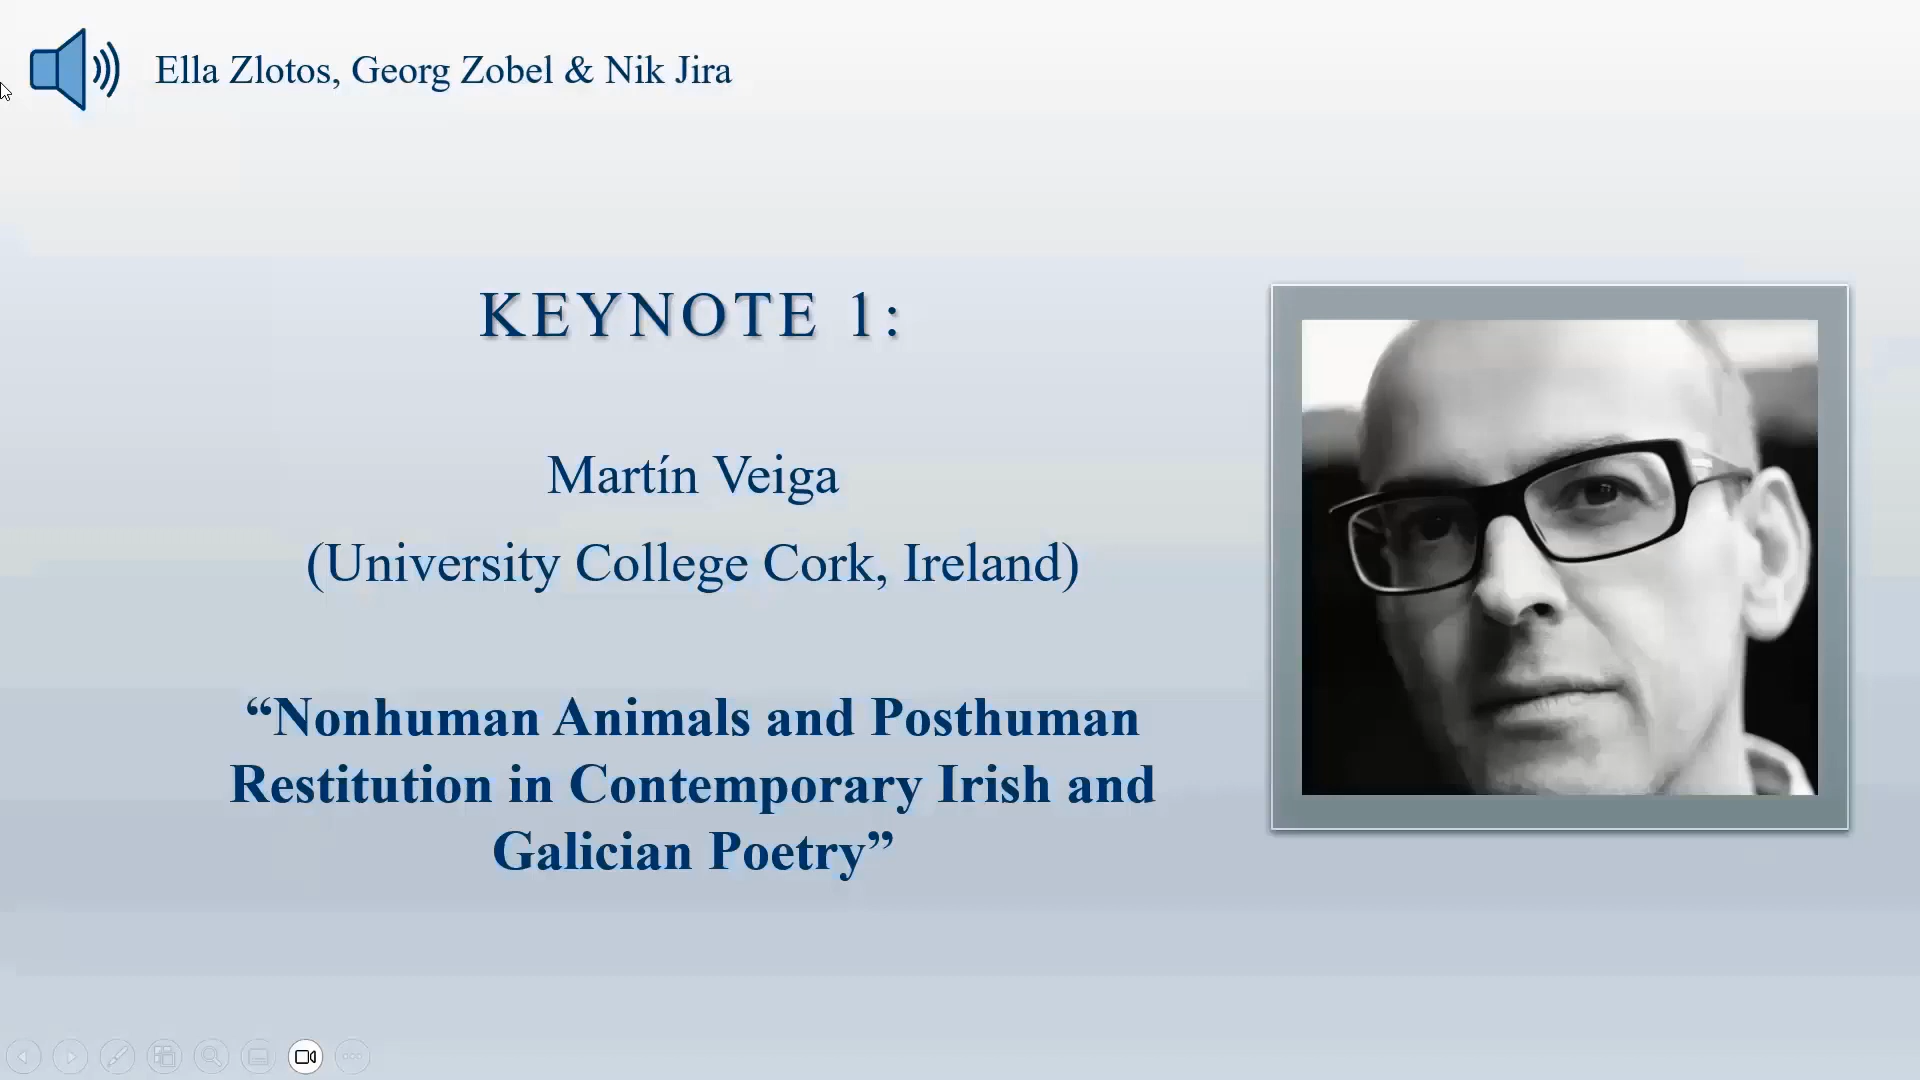 Ella Zlotos, Georg Zobel & Nik Jira
KEYNOTE 1:
Martín Veiga
(University College Cork, Ireland)
“Nonhuman Animals and Posthuman
Restitution in Contemporary Irish and
Galician Poetry”